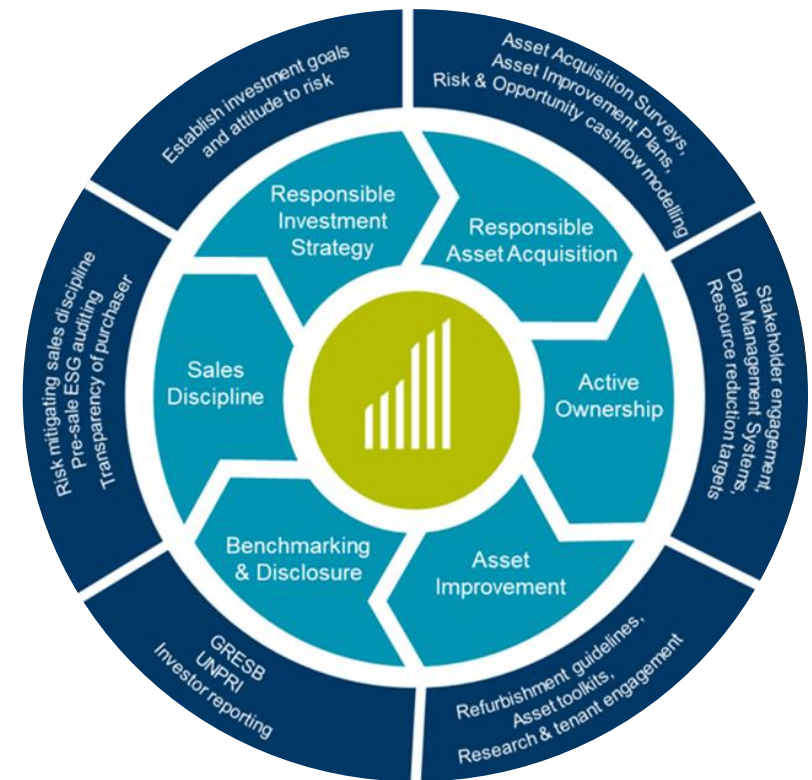 Establish investment goals
and attitude to risk
Asset Acquisition Surveys,
Asset Improvement Plans,
Risk & Opportunity cashflow modelling
Responsible
Investment
Strategy
Responsible
Asset Acquisition
Stakeholder engagement,
Data Management Systems,
Resource reduction targets
Active
Ownership
Asset
Improvement
Refurbishment guidelines,
Asset toolkits,
Research & tenant engagement
Benchmarking
& Disclosure
GRESB
UNPRI
Investor reporting
Sales
Discipline
Risk mitigating sales discipline
Pre-sale ESG auditing
Transparency of purchaser